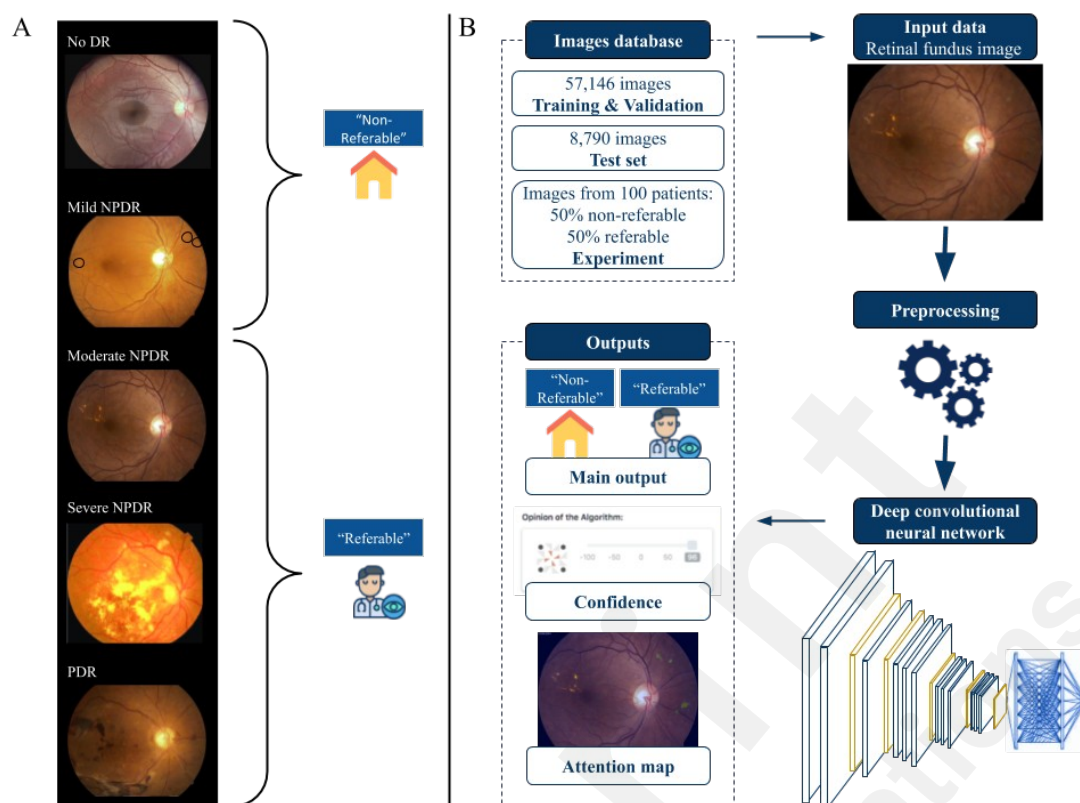 A
No DR
Mild NPDR
Moderate NPDR
Severe NPDR
PDR
“Non-
Referable”
“Referable”
B
Images database
57,146 images
Training & Validation
8,790 images
Test set
Images from 100 patients:
50% non-referable
50% referable
Experiment
Input data
Retinal fundus image
Preprocessing
Deep convolutional
neural network
Outputs
“Non-
Referable”
“Referable”
Main output
Opinion of the Algorithm:
-100 -50 0 50 98
Confidence
Attention map